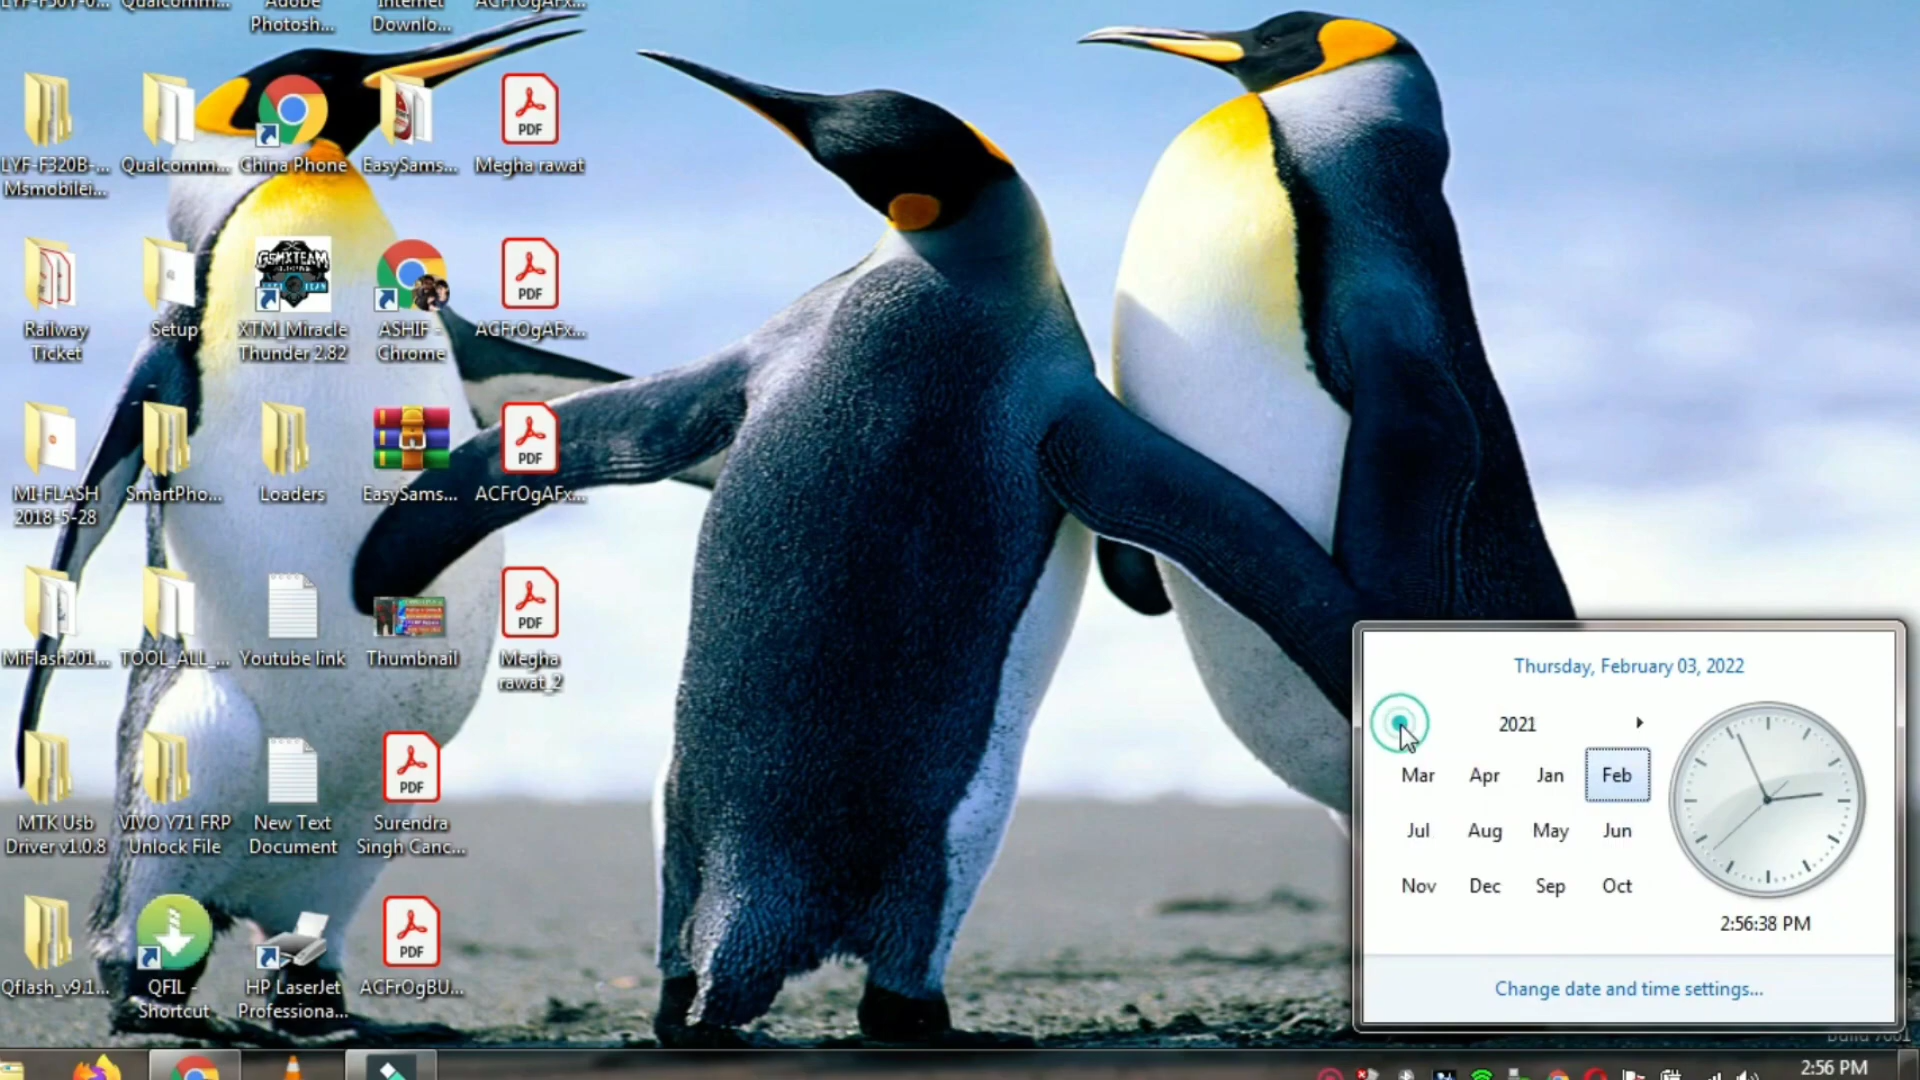 Qualcomm...
Adobe
Photosh...
Internet
Downlo...
ACFrOgAFx...
LYF-F320B-...
Msmobilei...
Qualcomm...
China Phone
EasySams...
PDF
Megha rawat
Railway
Ticket
Setup
GSMXTEAM
XTM_Miracle
Thunder 2.82
ASHIF -
Chrome
PDF
ACFrOgAFx...
MI-FLASH
2018-5-28
SmartPho...
Loaders
EasySams...
PDF
ACFrOgAFx...
MiFlash201...
TOOL_ALL_...
Youtube link
Thumbnail
PDF
Megha
rawat_2
MTK Usb
Driver v1.0.8
VIVO Y71 FRP
Unlock File
New Text
Document
PDF
Surendra
Singh Canc...
Qflash_v9.1...
QFIL -
Shortcut
HP LaserJet
Professiona...
PDF
ACFrOgBU...
Thursday, February 03, 2022
2021
Mar Apr Jan Feb
Jul Aug May Jun
Nov Dec Sep Oct
2:56:38 PM
Change date and time settings...
2:56 PM